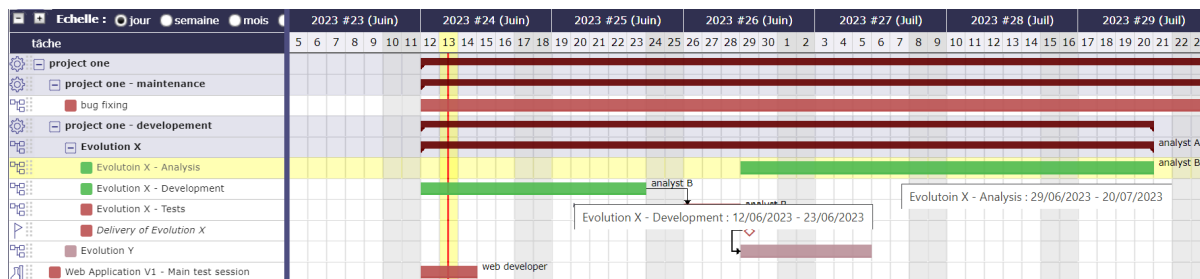 Echelle : jour semaine mois
2023 #23 (Juin) 2023 #24 (Juin) 2023 #25 (Juin) 2023 #26 (Juin) 2023 #27 (Juil) 2023 #28 (Juil) 2023 #29 (Juil)
tâche
5 6 7 8 9 10 11 12 13 14 15 16 17 18 19 20 21 22 23 24 25 26 27 28 29 30 1 2 3 4 5 6 7 8 9 10 11 12 13 14 15 16 17 18 19 20 21 22
project one
project one - maintenance
bug fixing
project one - developement
Evolution X
analyst A
Evolutoin X - Analysis
analyst B
Evolution X - Development
analyst B
Evolutoin X - Analysis : 29/06/2023 - 20/07/2023
Evolution X - Tests
Evolution X - Development : 12/06/2023 - 23/06/2023
Delivery of Evolution X
Evolution Y
Web Application V1 - Main test session
web developer